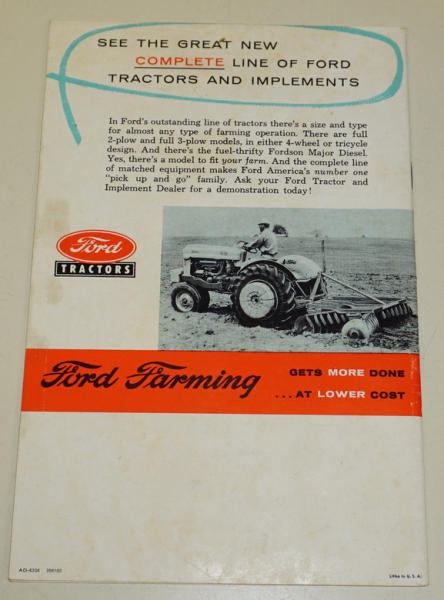 SEE THE GREAT NEW
COMPLETE LINE OF FORD
TRACTORS AND IMPLEMENTS
In Ford's outstanding line of tractors there's a size and type
for almost any type of farming operation. There are full
2-plow and full 3-plow models, in either 4-wheel or tricycle
design. And there's the fuel-thrifty Fordson Major Diesel.
Yes, there's a model to fit your farm. And the complete line
of matched equipment makes Ford America's number one
"pick up and go" family. Ask your Ford Tractor and
Implement Dealer for a demonstration today!
Ford
TRACTORS
Ford Farming
GETS MORE DONE
...AT LOWER COST
Litho in U. S. A.